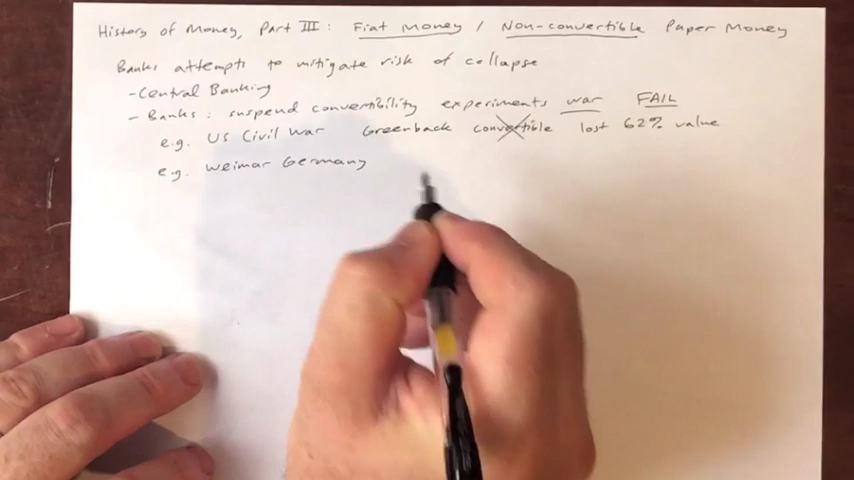 History of Money, Part III: Fiat Money / Non-convertible Paper Money
Banks attempts to mitigate risk of collapse
- Central Banking
- Banks: suspend convertibility experiments war FAIL
e.g. US Civil War Greenback convertible lost 62% value
e.g. Weimar Germany